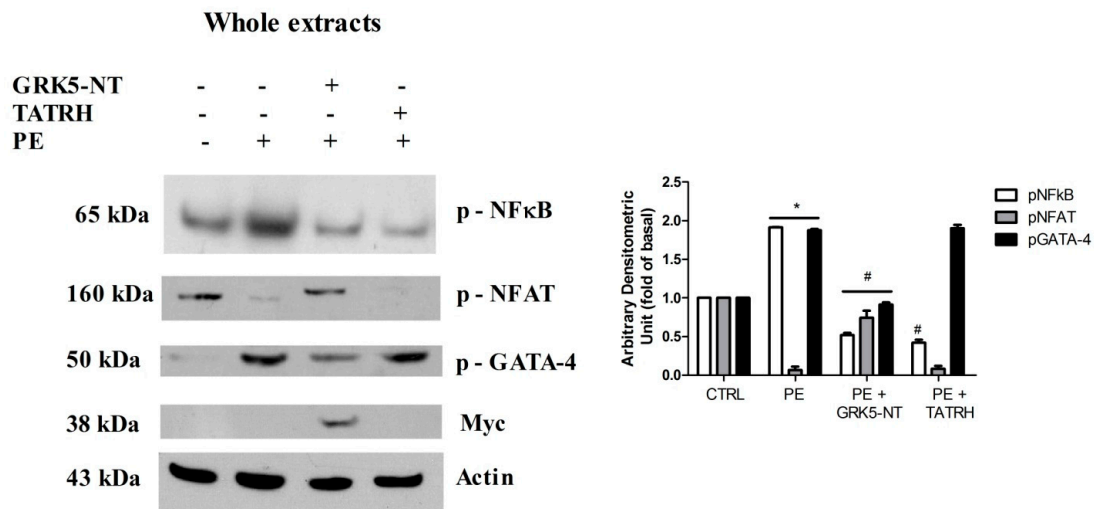 Whole extracts
GRK5-NT - - + -
TATRH - - - +
PE - + + +
65 kDa p - NFκB
160 kDa p - NFAT
50 kDa p - GATA-4
38 kDa Myc
43 kDa Actin
Arbitrary Densitometric
Unit (fold of basal)
2.5
2.0
1.5
1.0
0.5
0.0
*
#
#
CTRL PE PE + PE +
GRK5-NT TATRH
pNFkB
pNFAT
pGATA-4